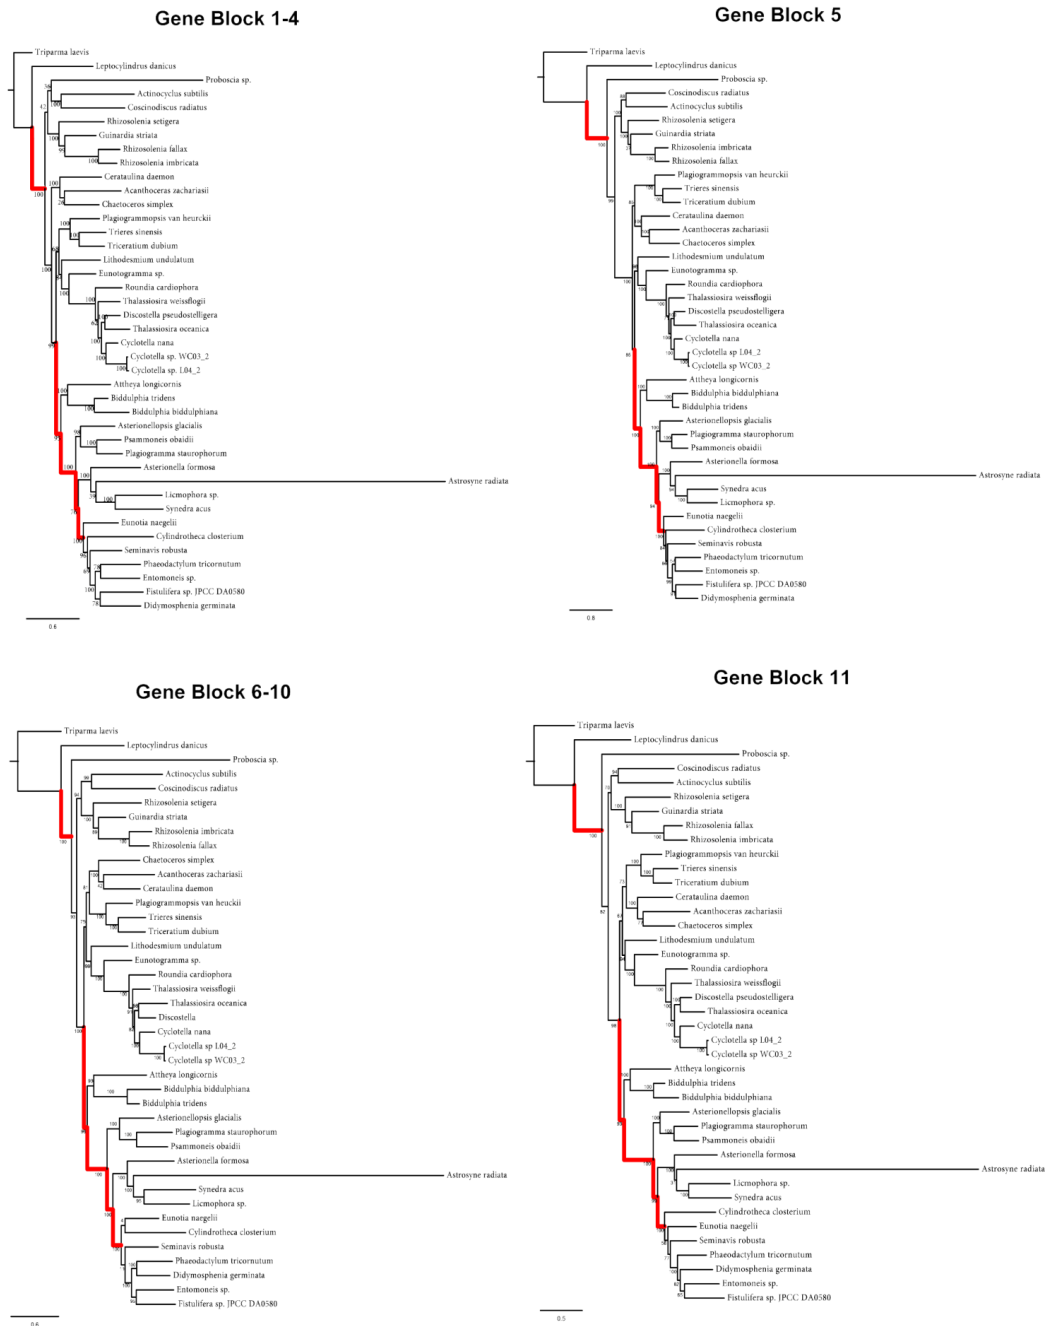 Gene Block 1-4
Triparma laevis
Leptocylindrus danicus
Proboscia sp.
Actinocyclus subtilis
Coscinodiscus radiatus
Rhizosolenia setigera
Guinardia striata
Rhizosolenia fallax
Rhizosolenia imbricata
Cerataulina daemon
Acanthoceras zachariasii
Chaetoceros simplex
Plagiogrammopsis van heurckii
Trieres sinensis
Triceratium dubium
Lithodesmium undulatum
Eunotogramma sp.
Roundia cardiophora
Thalassiosira weissflogii
Discostella pseudostelligera
Thalassiosira oceanica
Cyclotella nana
Cyclotella sp. WC03_2
Cyclotella sp. L04_2
Attheya longicornis
Biddulphia tridens
Biddulphia biddulphiana
Asterionellopsis glacialis
Psammoneis obaidii
Plagiogramma staurophorum
Asterionella formosa
Astrosyne radiata
Licmophora sp.
Synedra acus
Eunotia naegelii
Cylindrotheca closterium
Seminavis robusta
Phaeodactylum tricornutum
Entomoneis sp.
Fistulifera sp. JPCC DA0580
Didymosphenia germinata
0.6
Gene Block 5
Triparma laevis
Leptocylindrus danicus
Proboscia sp.
Coscinodiscus radiatus
Actinocyclus subtilis
Rhizosolenia setigera
Guinardia striata
Rhizosolenia imbricata
Rhizosolenia fallax
Plagiogrammopsis van heurckii
Trieres sinensis
Triceratium dubium
Cerataulina daemon
Acanthoceras zachariasii
Chaetoceros simplex
Lithodesmium undulatum
Eunotogramma sp.
Roundia cardiophora
Thalassiosira weissflogii
Discostella pseudostelligera
Thalassiosira oceanica
Cyclotella nana
Cyclotella sp L04_2
Cyclotella sp WC03_2
Attheya longicornis
Biddulphia biddulphiana
Biddulphia tridens
Asterionellopsis glacialis
Plagiogramma staurophorum
Psammoneis obaidii
Asterionella formosa
Astrosyne radiata
Synedra acus
Licmophora sp.
Eunotia naegelii
Cylindrotheca closterium
Seminavis robusta
Phaeodactylum tricornutum
Entomoneis sp.
Fistulifera sp. JPCC DA0580
Didymosphenia germinata
Gene Block 6-10
Triparma laevis
Leptocylindrus danicus
Proboscia sp.
Actinocyclus subtilis
Coscinodiscus radiatus
Rhizosolenia setigera
Guinardia striata
Rhizosolenia imbricata
Rhizosolenia fallax
Chaetoceros simplex
Acanthoceras zachariasii
Cerataulina daemon
Plagiogrammopsis van heuckii
Trieres sinensis
Triceratium dubium
Lithodesmium undulatum
Eunotogramma sp.
Roundia cardiophora
Thalassiosira weissflogii
Thalassiosira oceanica
Discostella
Cyclotella nana
Cyclotella sp L04_2
Cyclotella sp WC03_2
Attheya longicornis
Biddulphia biddulphiana
Biddulphia tridens
Asterionellopsis glacialis
Plagiogramma staurophorum
Psammoneis obaidii
Asterionella formosa
Astrosyne radiata
Synedra acus
Licmophora sp.
Eunotia naegelii
Cylindrotheca closterium
Seminavis robusta
Phaeodactylum tricornutum
Didymosphenia germinata
Entomoneis sp.
Fistulifera sp. JPCC DA0580
0.6
Gene Block 11
Triparma laevis
Leptocylindrus danicus
Proboscia sp.
Coscinodiscus radiatus
Actinocyclus subtilis
Rhizosolenia setigera
Guinardia striata
Rhizosolenia fallax
Rhizosolenia imbricata
Plagiogrammopsis van heurckii
Trieres sinensis
Triceratium dubium
Cerataulina daemon
Acanthoceras zachariasii
Chaetoceros simplex
Lithodesmium undulatum
Eunotogramma sp.
Roundia cardiophora
Thalassiosira weissflogii
Discostella pseudostelligera
Thalassiosira oceanica
Cyclotella nana
Cyclotella sp L04_2
Cyclotella sp WC03_2
Attheya longicornis
Biddulphia tridens
Biddulphia biddulphiana
Asterionellopsis glacialis
Plagiogramma staurophorum
Psammoneis obaidii
Asterionella formosa
Astrosyne radiata
Licmophora sp.
Synedra acus
Cylindrotheca closterium
Eunotia naegelii
Seminavis robusta
Phaeodactylum tricornutum
Didymosphenia germinata
Entomoneis sp.
Fistulifera sp. JPCC DA0580
0.5